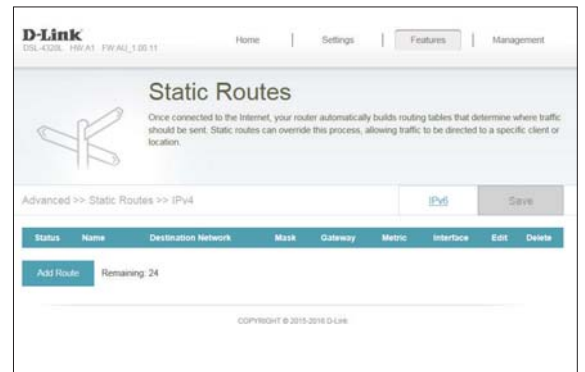 D-Link
DSL-4320L HW:A1 FW:AU_1.00.11
Home | Settings | Features | Management
Static Routes
Once connected to the Internet, your router automatically builds routing tables that determine where traffic
should be sent. Static routes can override this process, allowing traffic to be directed to a specific client or
location.
Advanced >> Static Routes >> IPv4
IPv6
Save
Status Name Destination Network Mask Gateway Metric Interface Edit Delete
Add Route Remaining: 24
COPYRIGHT © 2015-2016 D-Link